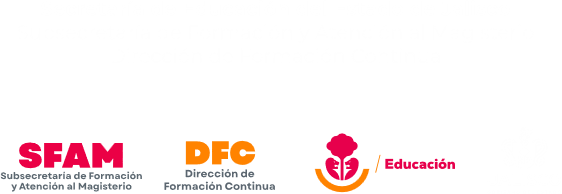 SFAM
Subsecretaría de Formación
y Atención al Magisterio
DFC
Dirección de
Formación Continua
/ Educación